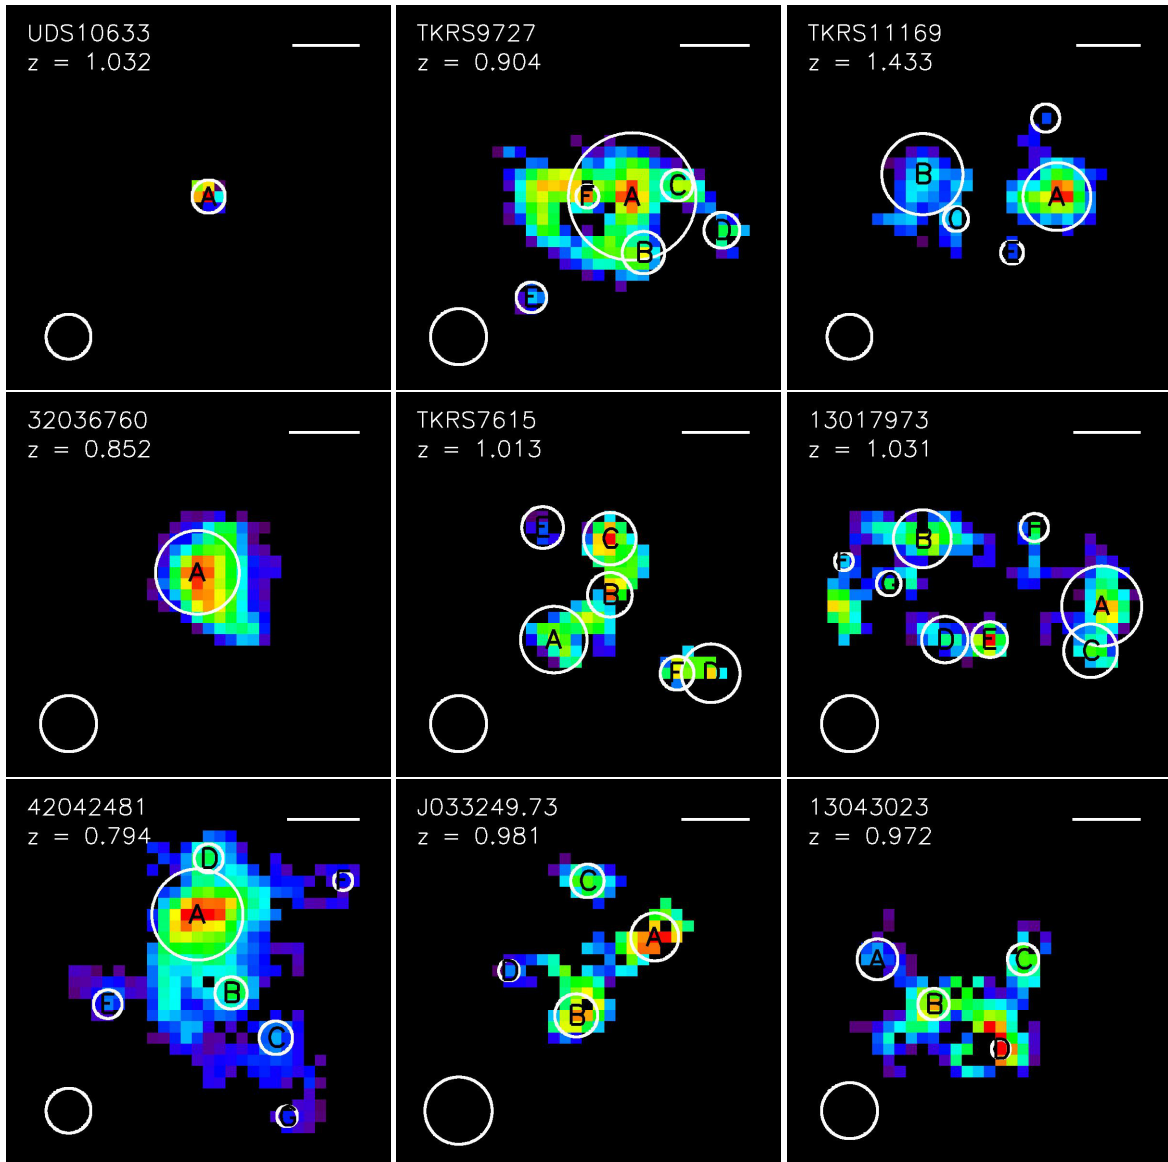 UDS10633
z = 1.032
A
TKRS9727
z = 0.904
F A C
D
B
E
TKRS11169
z = 1.433
B
A
C
E
32036760
z = 0.852
A
TKRS7615
z = 1.013
E
C
B
A
F D
13017973
z = 1.031
F
B
G
A
D E
C
42042481
z = 0.794
D
F
A
B
E
C
G
J033249.73
z = 0.981
C
A
D
B
13043023
z = 0.972
A C
B
D